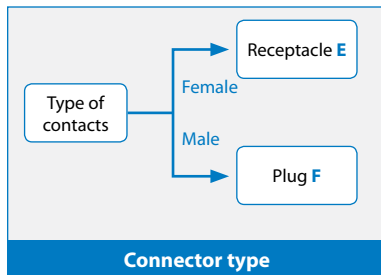 Receptacle E
Female
Type of
contacts
Male
Plug F
Connector type